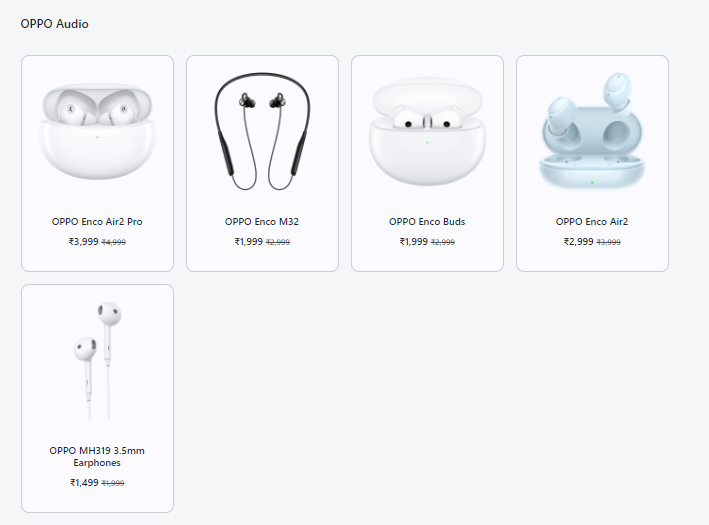 OPPO Audio
OPPO Enco Air2 Pro
₹3,999 ₹4,999
OPPO Enco M32
₹1,999 ₹2,999
OPPO Enco Buds
₹1,999 ₹2,999
OPPO Enco Air2
₹2,999 ₹3,999
OPPO MH319 3.5mm
Earphones
₹1,499 ₹1,999